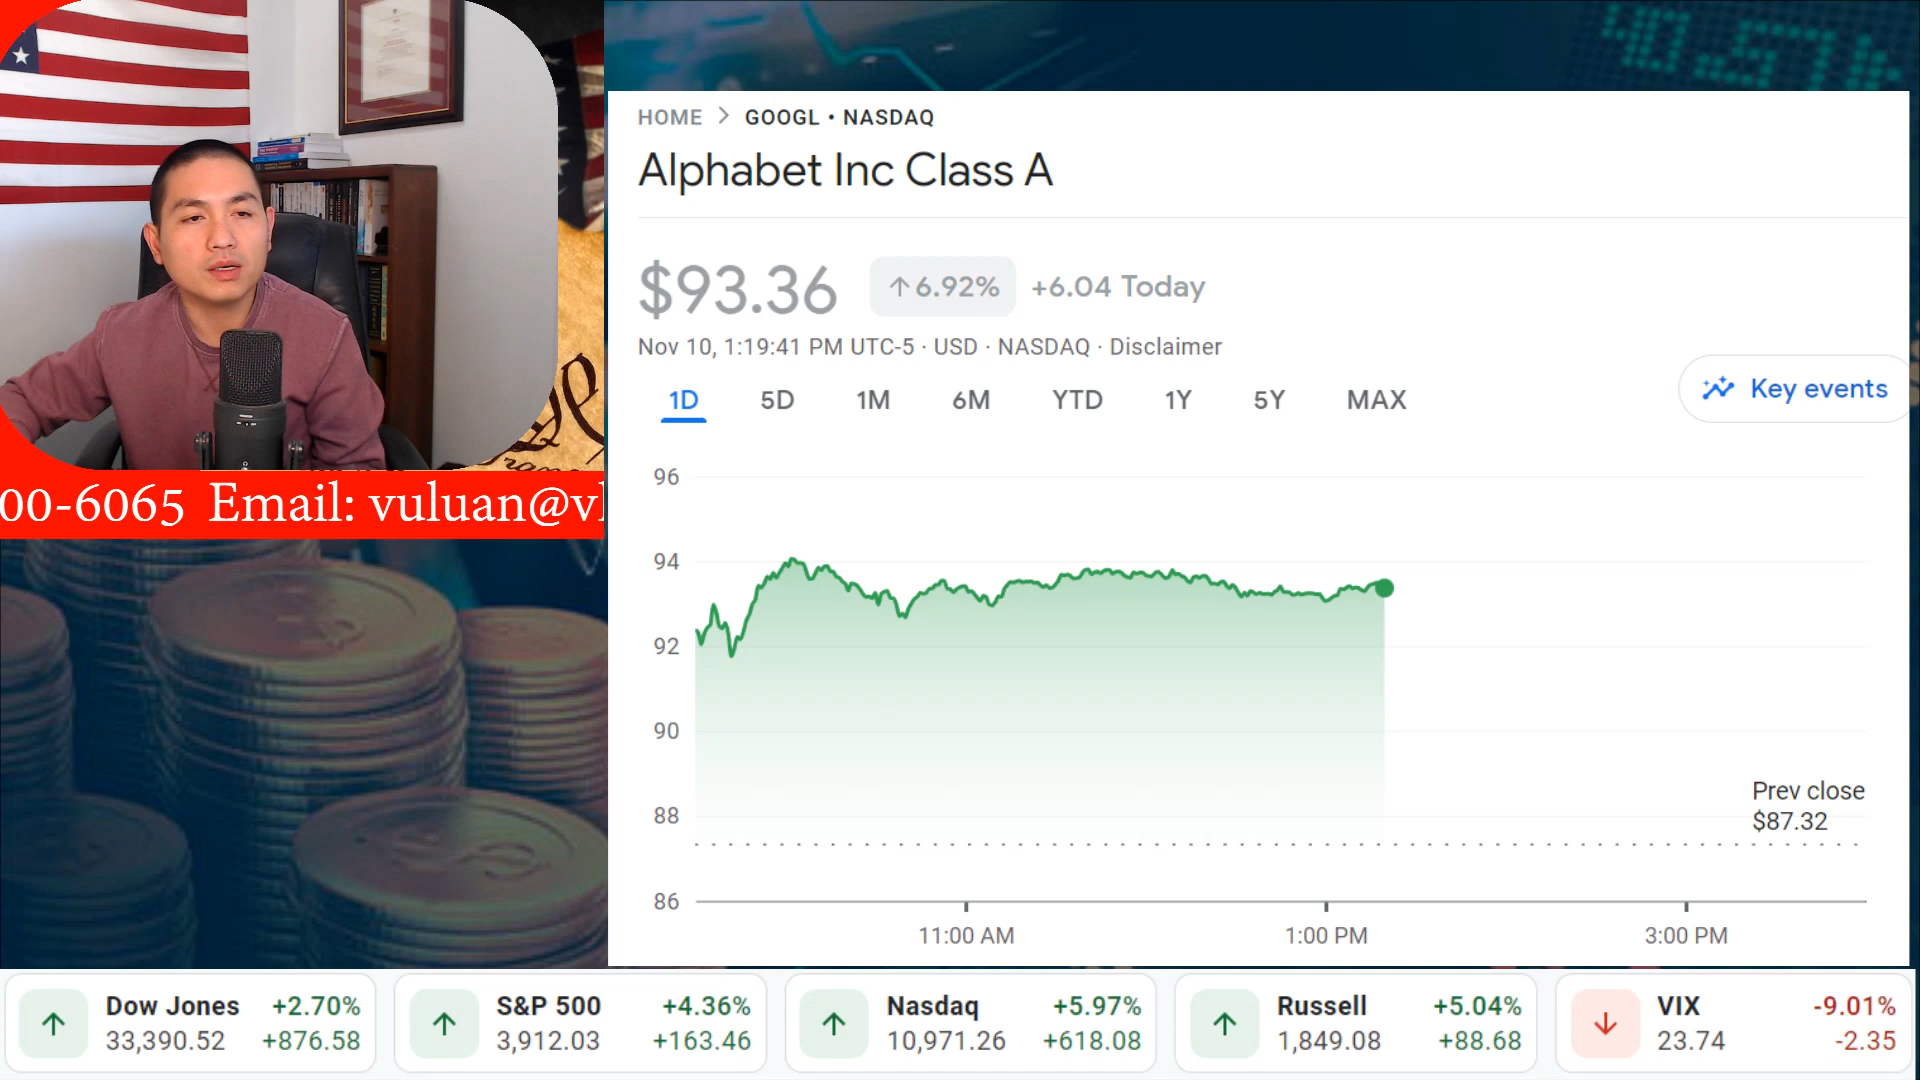 00-6065 Email: vuluan@v
HOME > GOOGL • NASDAQ
Alphabet Inc Class A
$93.36 ↑6.92% +6.04 Today
Nov 10, 1:19:41 PM UTC-5 · USD · NASDAQ · Disclaimer
1D 5D 1M 6M YTD 1Y 5Y MAX
Key events
96
94
92
90
88
86
Prev close
$87.32
11:00 AM 1:00 PM 3:00 PM
Dow Jones +2.70%
33,390.52 +876.58
S&P 500 +4.36%
3,912.03 +163.46
Nasdaq +5.97%
10,971.26 +618.08
Russell +5.04%
1,849.08 +88.68
VIX -9.01%
23.74 -2.35